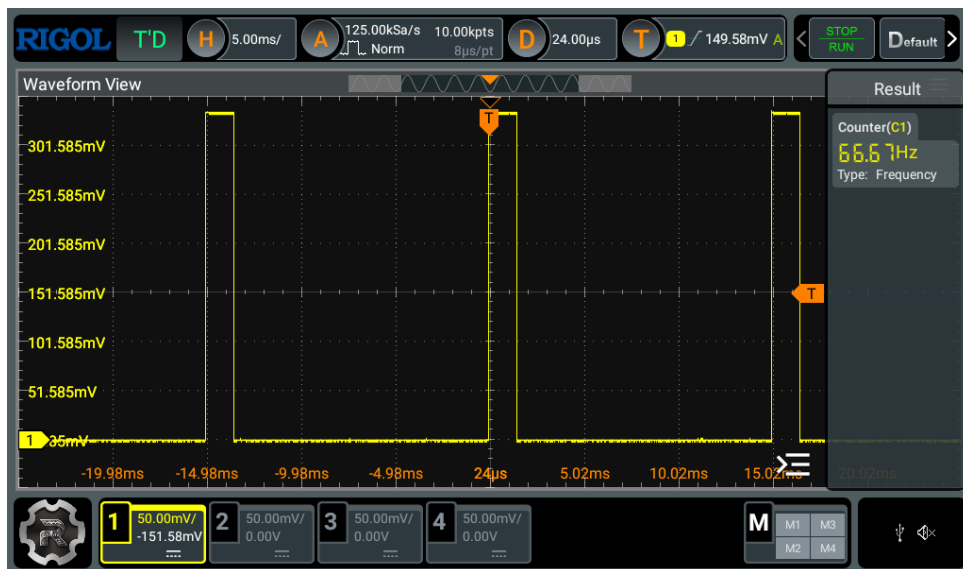 RIGOL T'D H 5.00ms/ A 125.00kSa/s 10.00kpts D 24.00μs T 1 149.58mV A < STOP Default >
Norm 8μs/pt RUN
Waveform View
Result
T
Counter(C1)
66.67Hz
Type: Frequency
301.585mV
251.585mV
201.585mV
151.585mV
T
101.585mV
51.585mV
1
-19.98ms -14.98ms -9.98ms -4.98ms 24μs 5.02ms 10.02ms 15.02ms 20.02ms
1 50.00mV/ 2 50.00mV/ 3 50.00mV/ 4 50.00mV/ M M1 M3
-151.58mV 0.00V 0.00V 0.00V M2 M4
R